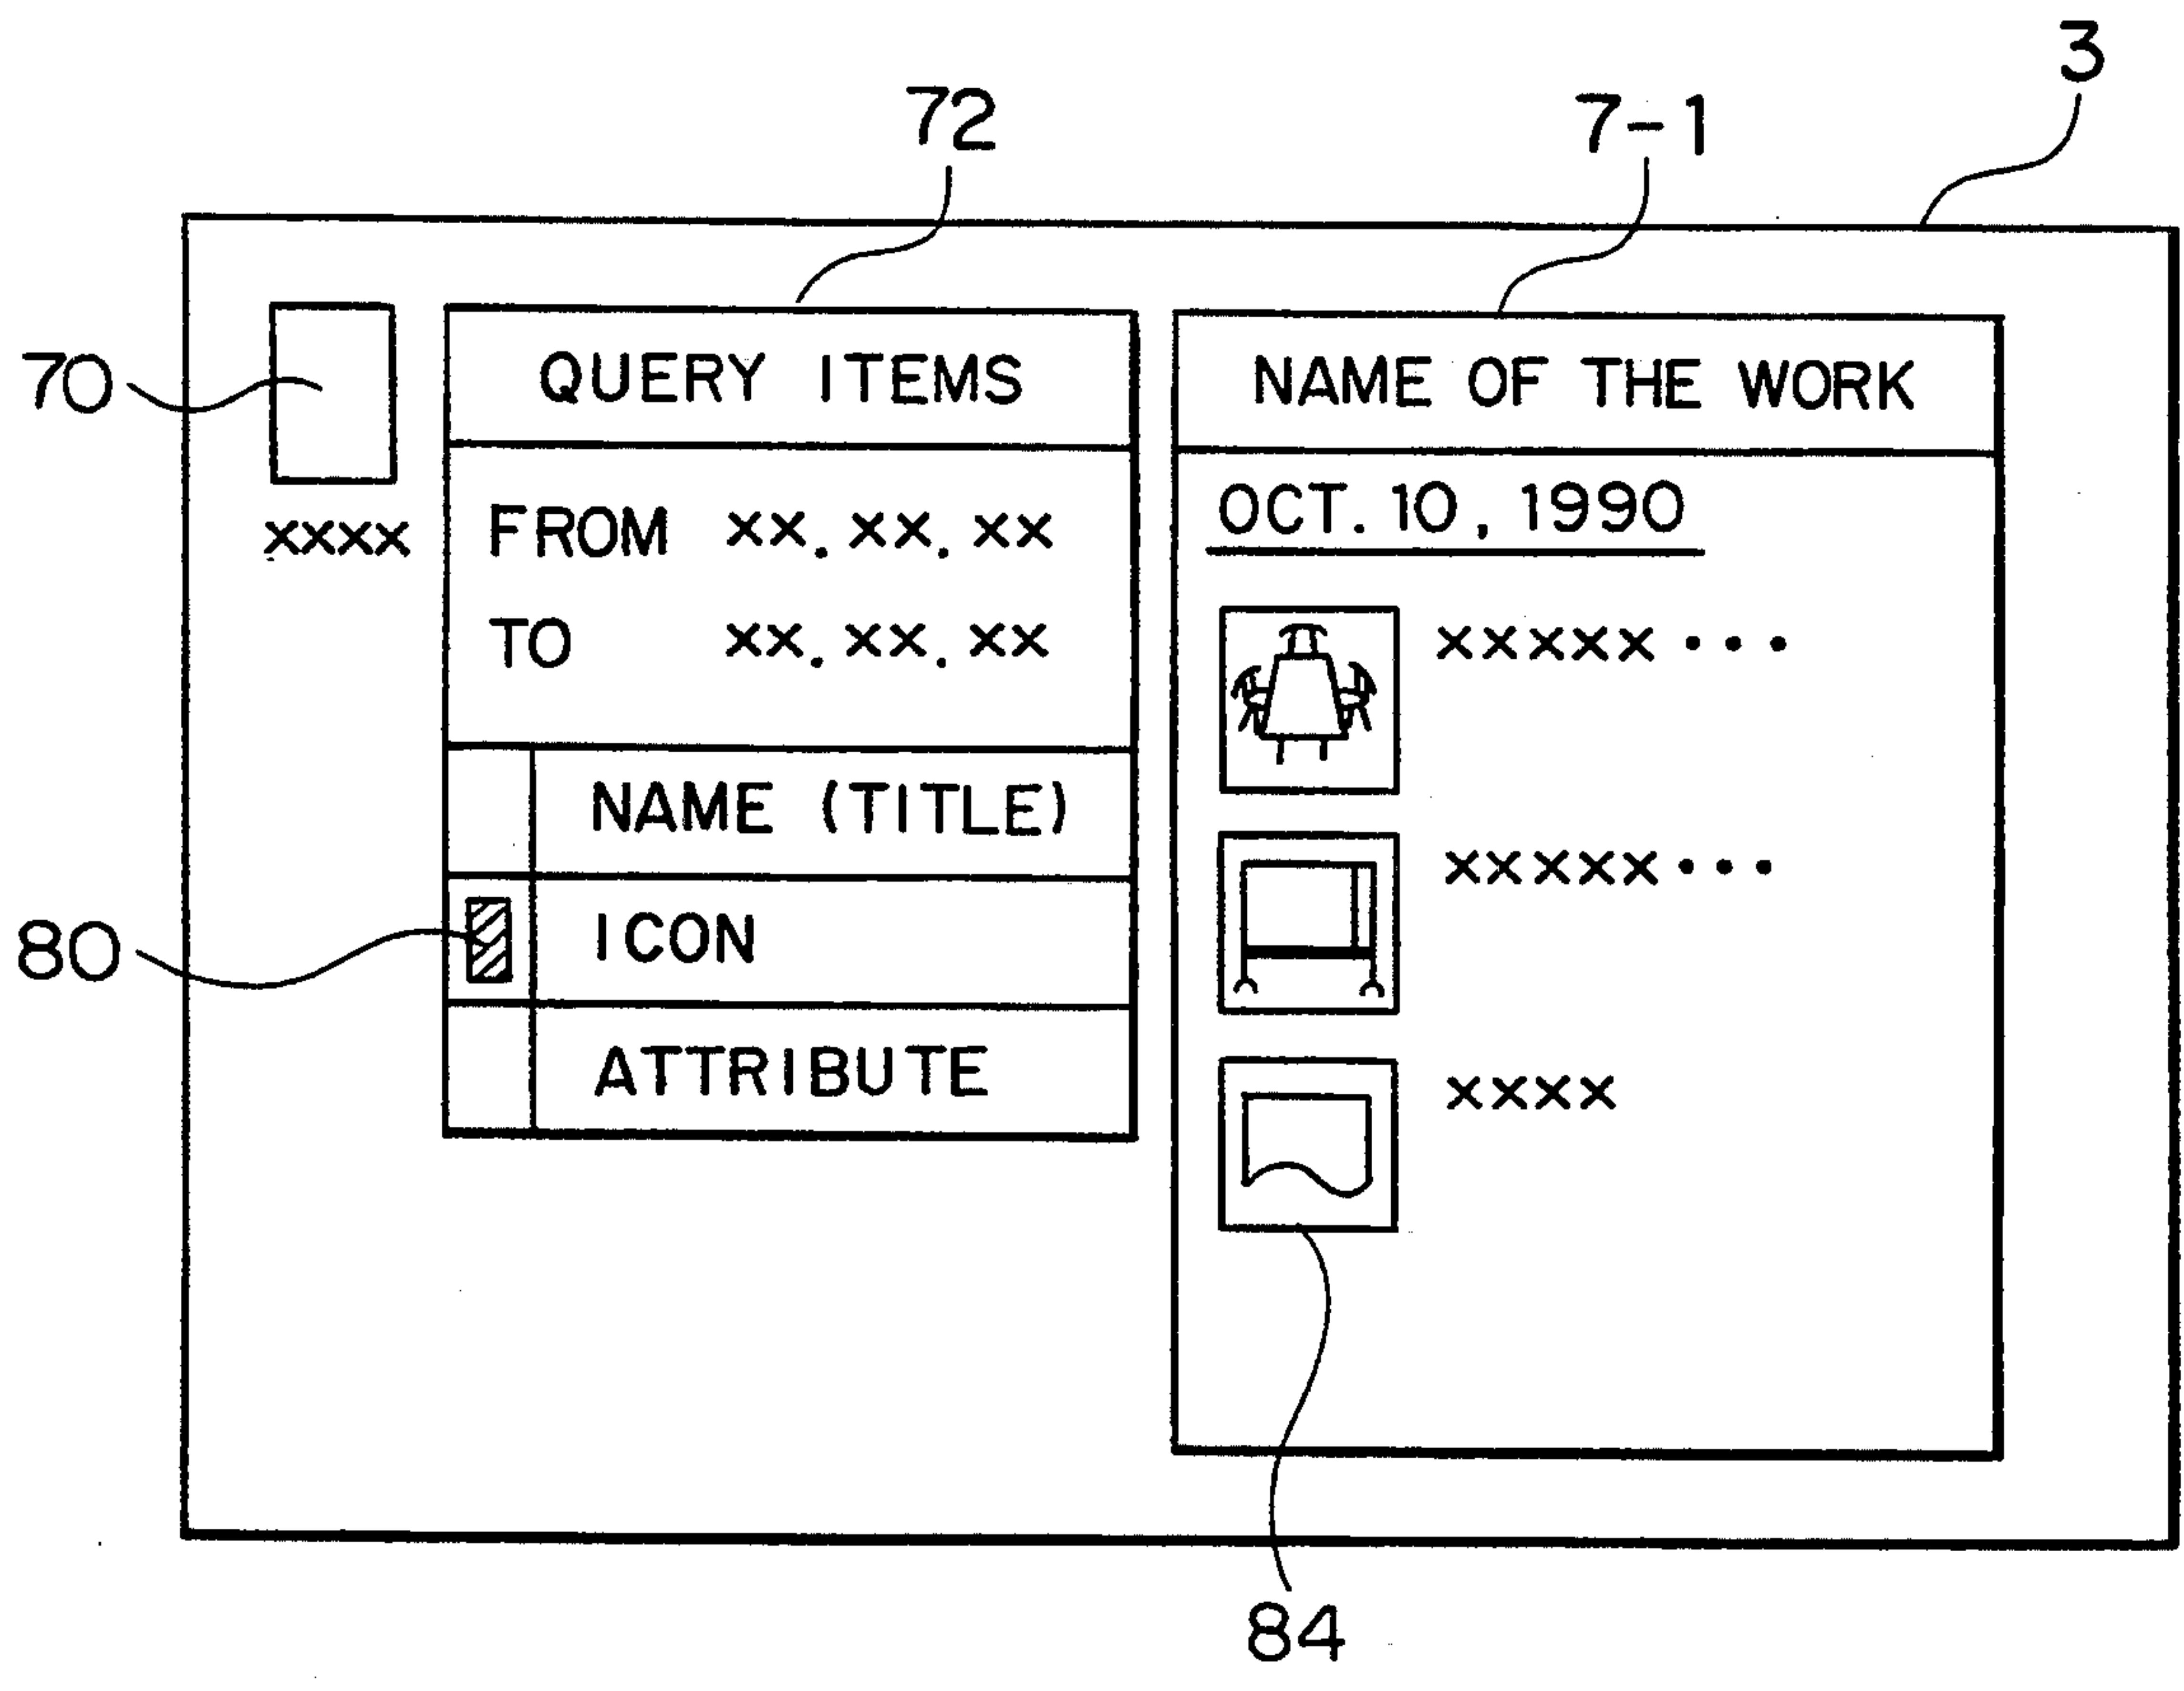 3
72
7-1
70
QUERY ITEMS
NAME OF THE WORK
xxxx
FROM xx. xx. xx
TO xx. xx. xx
OCT. 10, 1990
xxxxx...
NAME (TITLE)
xxxxx...
80
ICON
ATTRIBUTE
xxxx
84